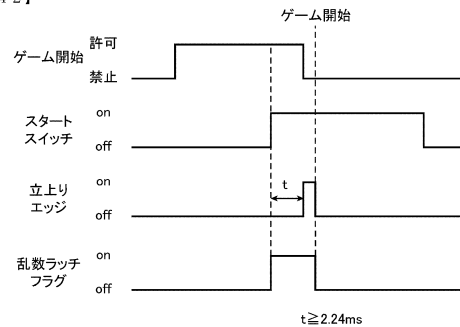 ゲーム開始
ゲーム開始
許可
禁止
スタート
スイッチ
on
off
立上り
エッジ
on
off
t
乱数ラッチ
フラグ
on
off
t≧2.24ms